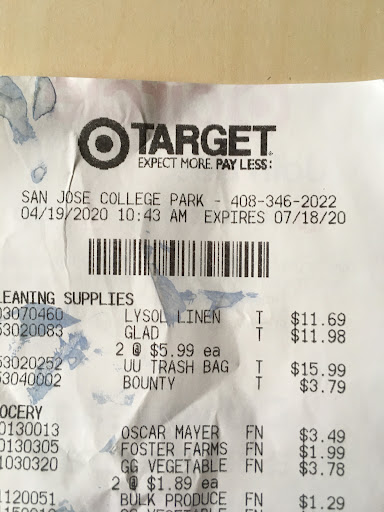 TARGET
EXPECT MORE. PAY LESS:
SAN JOSE COLLEGE PARK - 408-346-2022
04/19/2020 10:43 AM EXPIRES 07/18/20
LEANING SUPPLIES
03070460 LYSOL LINEN T $11.69
53020083 GLAD T $11.98
2 @ $5.99 ea
53020252 UU TRASH BAG T $15.99
53040002 BOUNTY T $3.79
OCERY
0130013 OSCAR MAYER FN $3.49
0130305 FOSTER FARMS FN $1.99
1030320 GG VEGETABLE FN $3.78
2 @ $1.89 ea
1120051 BULK PRODUCE FN $1.29